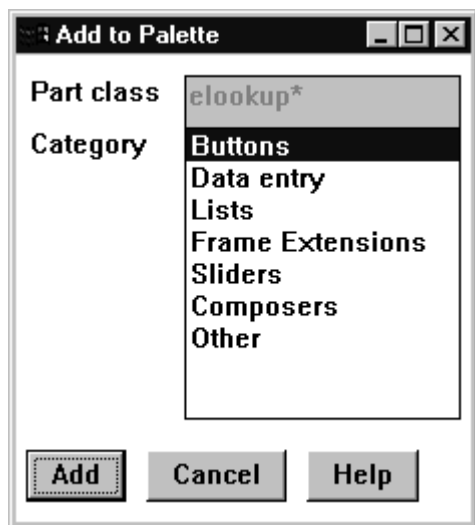 Add to Palette
Part class
elookup*
Category
Buttons
Data entry
Lists
Frame Extensions
Sliders
Composers
Other
Add
Cancel
Help